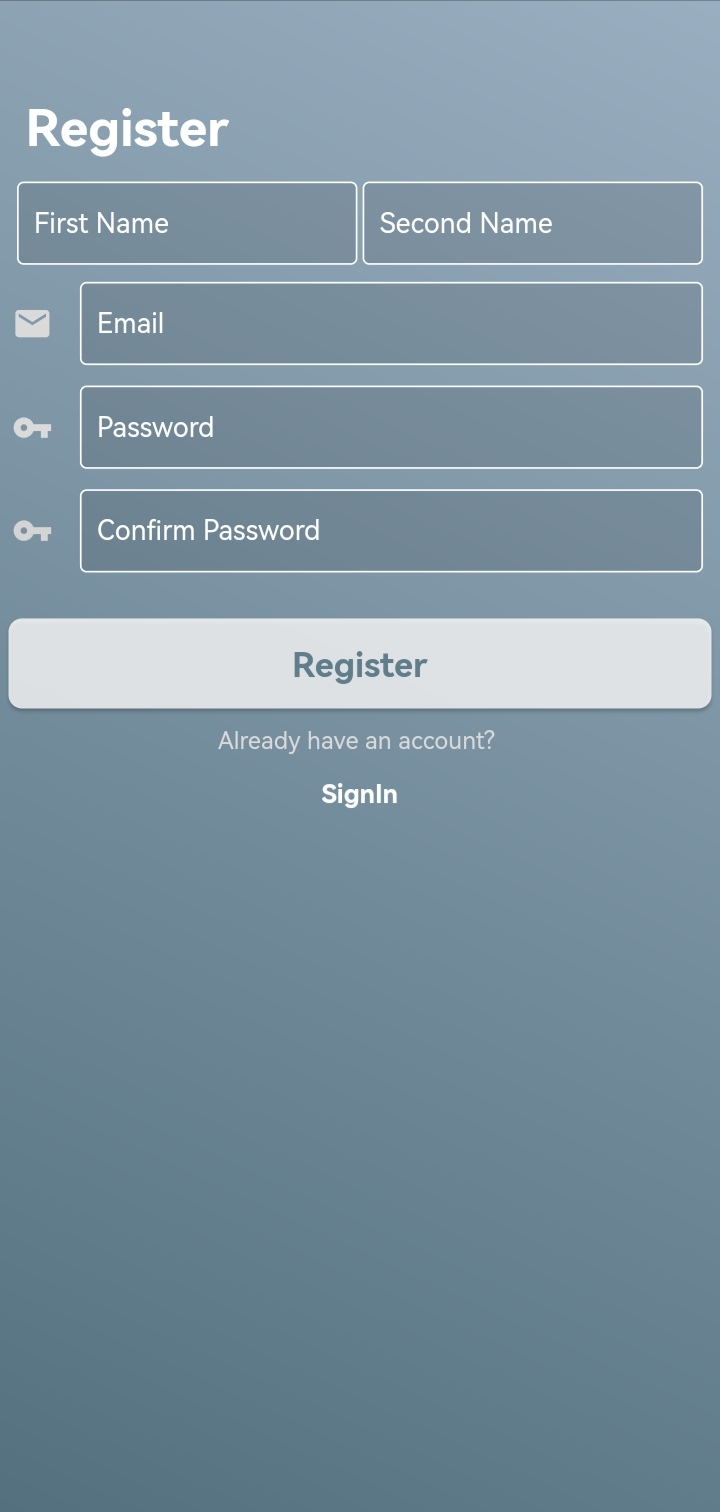 Register
First Name Second Name
Email
Password
Confirm Password
Register
Already have an account?
SignIn